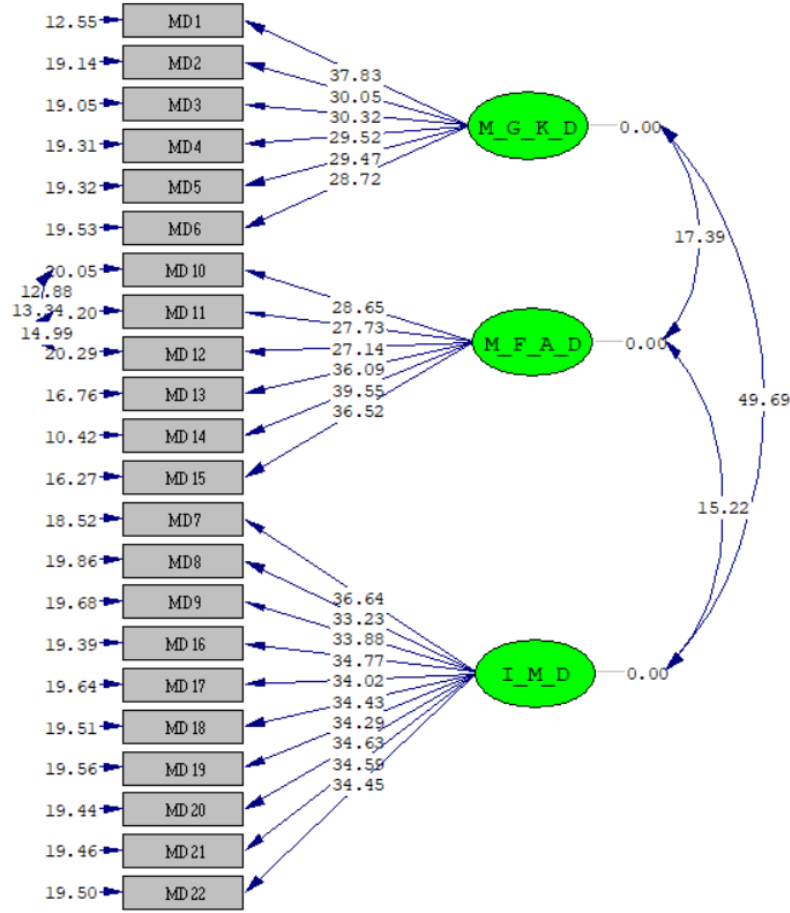 12.55 MD1
19.14 MD2
37.83
30.05
19.05 MD3
30.32
M_G_K_D 0.00
19.31 MD4
29.52
29.47
19.32 MD5
28.72
19.53 MD6
17.39
20.05 MD10
12.88
13.34 .20 MD11
28.65
27.73
14.99
20.29 MD12
27.14
M_F_A_D 0.00
16.76 MD13
36.09
39.55
49.69
10.42 MD14
36.52
16.27 MD15
18.52 MD7
15.22
19.86 MD8
19.68 MD9
36.64
33.23
19.39 MD16
33.88
34.77
19.64 MD17
34.02
I_M_D 0.00
19.51 MD18
34.43
34.29
19.56 MD19
34.63
34.59
34.45
19.44 MD20
19.46 MD21
19.50 MD22